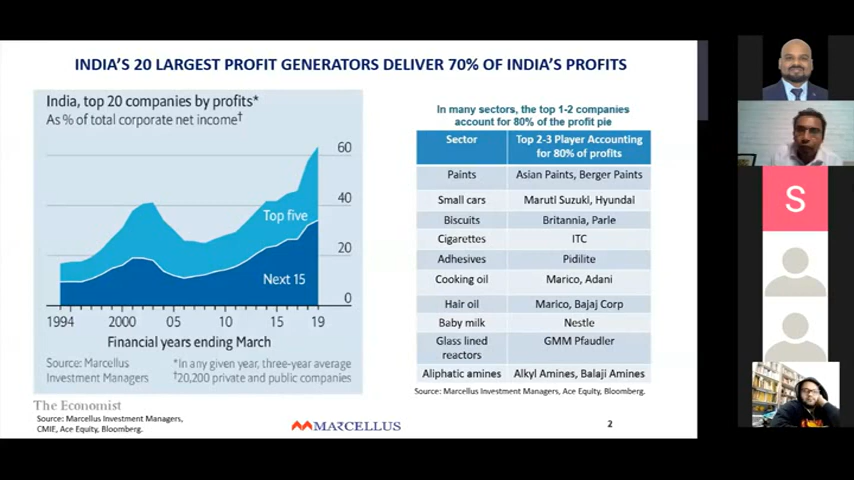 INDIA'S 20 LARGEST PROFIT GENERATORS DELIVER 70% OF INDIA'S PROFITS
India, top 20 companies by profits*
As % of total corporate net income†
60
40
20
0
Top five
Next 15
1994 2000 05 10 15 19
Financial years ending March
Source: Marcellus
Investment Managers
*In any given year, three-year average
†20,200 private and public companies
The Economist
Source: Marcellus Investment Managers,
CMIE, Ace Equity, Bloomberg.
In many sectors, the top 1-2 companies
account for 80% of the profit pie
Sector Top 2-3 Player Accounting
for 80% of profits
Paints Asian Paints, Berger Paints
Small cars Maruti Suzuki, Hyundai
Biscuits Britannia, Parle
Cigarettes ITC
Adhesives Pidilite
Cooking oil Marico, Adani
Hair oil Marico, Bajaj Corp
Baby milk Nestle
Glass lined
reactors GMM Pfaudler
Aliphatic amines Alkyl Amines, Balaji Amines
Source: Marcellus Investment Managers, Ace Equity, Bloomberg.
MARCELLUS
2
S